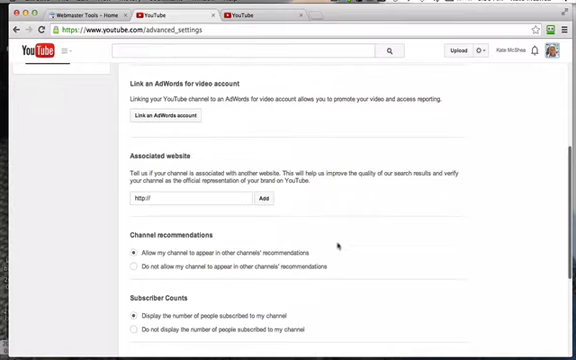 Webmaster Tools - Home
YouTube
YouTube
https://www.youtube.com/advanced_settings
YouTube
Upload
Kate McShea
Link an AdWords for video account
Linking your YouTube channel to an AdWords for video account allows you to promote your video and access reporting.
Link an AdWords account
Associated website
Tell us if your channel is associated with another website. This will help us improve the quality of our search results and verify
your channel as the official representation of your brand on YouTube.
http://
Add
Channel recommendations
Allow my channel to appear in other channels' recommendations
Do not allow my channel to appear in other channels' recommendations
Subscriber Counts
Display the number of people subscribed to my channel
Do not display the number of people subscribed to my channel